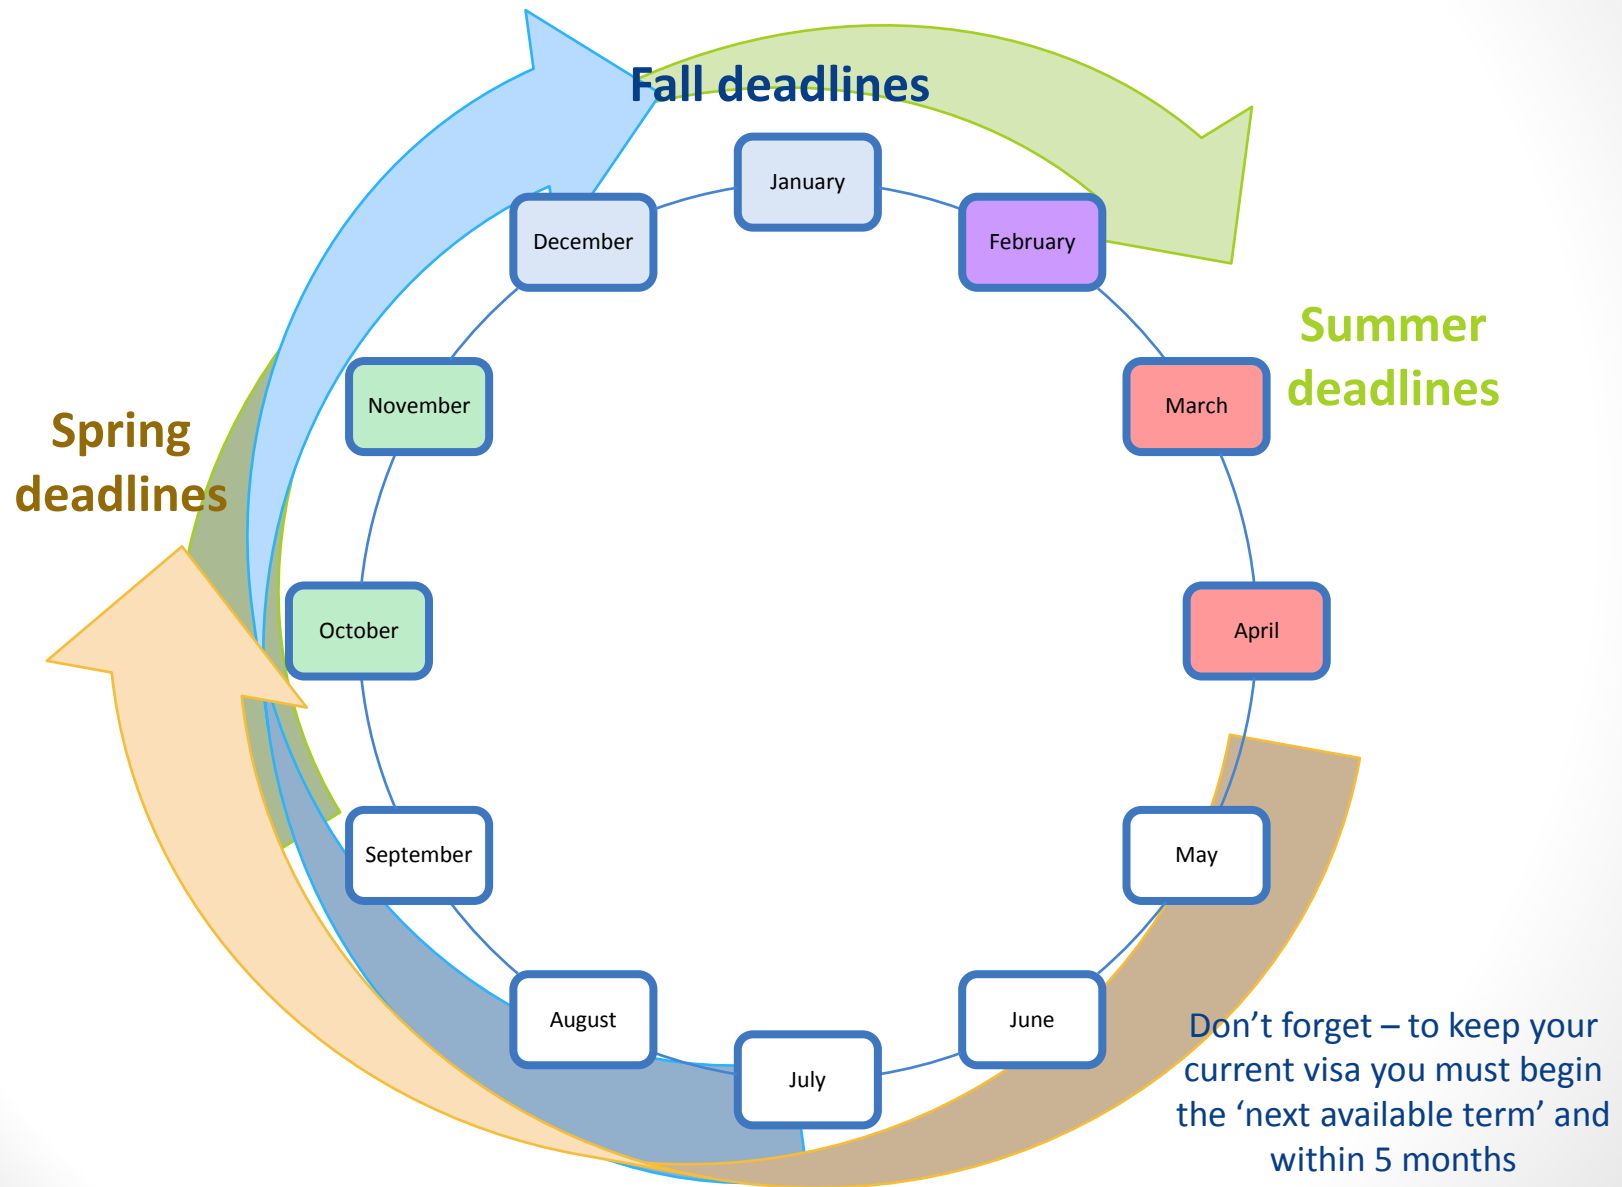 Fall deadlines
January
February
March
April
May
June
July
August
September
October
November
December
Summer
deadlines
Spring
deadlines
Don’t forget – to keep your
current visa you must begin
the ‘next available term’ and
within 5 months